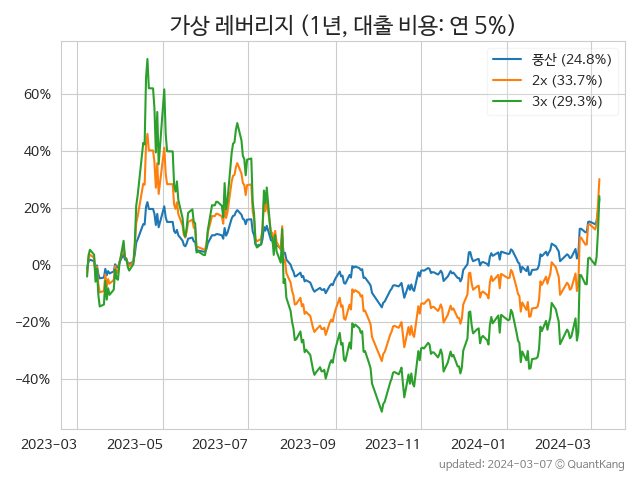 가상 레버리지 (1년, 대출 비용: 연 5%)
풍산 (24.8%)
2x (33.7%)
3x (29.3%)
60%
40%
20%
0%
−20%
−40%
2023-03 2023-05 2023-07 2023-09 2023-11 2024-01 2024-03
updated: 2024-03-07 © QuantKang